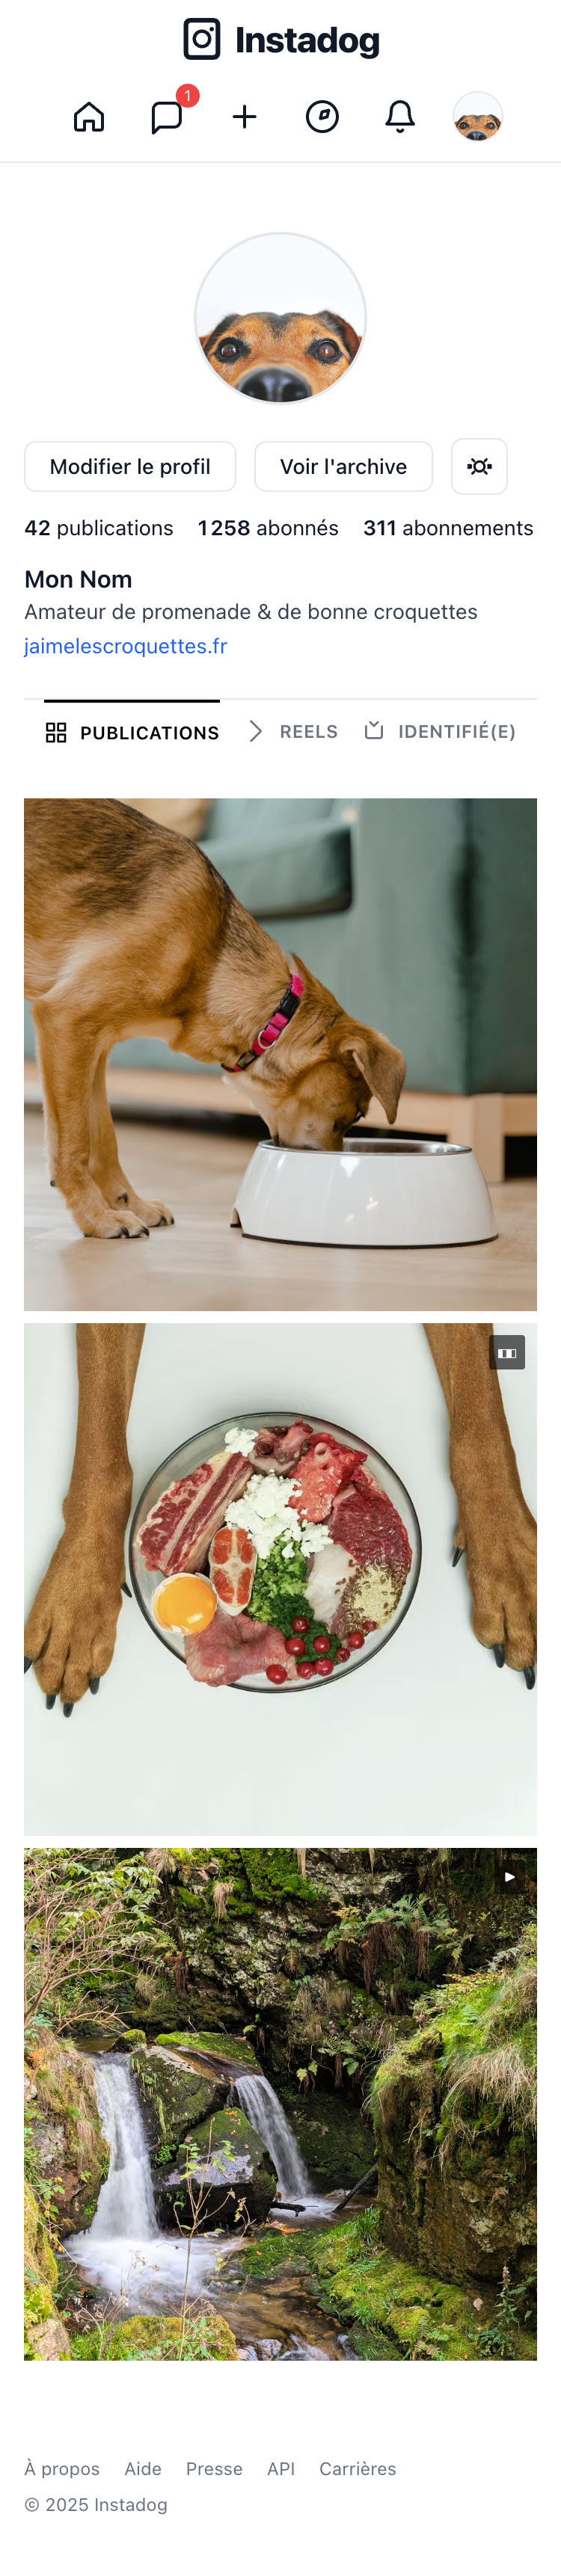 Instadog
1
Modifier le profil Voir l'archive
42 publications 1 258 abonnés 311 abonnements
Mon Nom
Amateur de promenade & de bonne croquettes
jaimelescroquettes.fr
PUBLICATIONS REELS IDENTIFIÉ(E)
À propos Aide Presse API Carrières
© 2025 Instadog